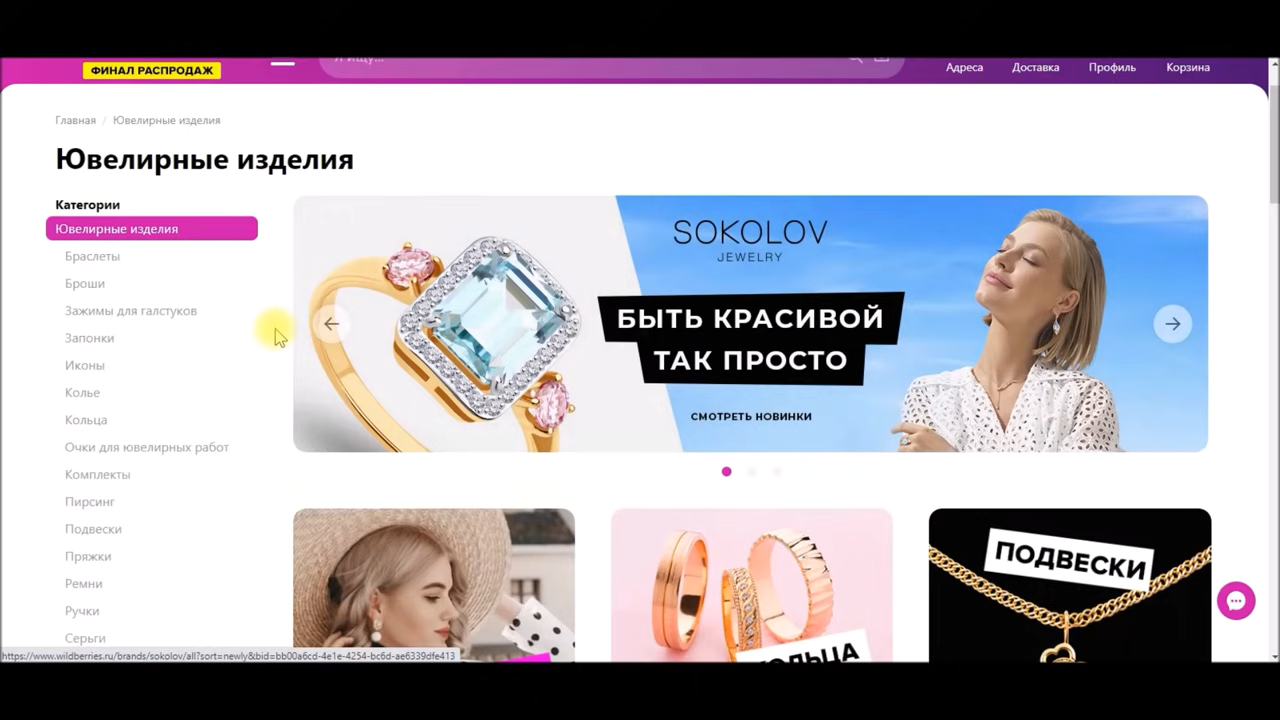 ФИНАЛ РАСПРОДАЖ
Я ищу...
Адреса
Доставка
Профиль
Корзина
Главная / Ювелирные изделия
Ювелирные изделия
Категории
Ювелирные изделия
Браслеты
Броши
Зажимы для галстуков
Запонки
Иконы
Колье
Кольца
Очки для ювелирных работ
Комплекты
Пирсинг
Подвески
Пряжки
Ремни
Ручки
Серьги
SOKOLOV
JEWELRY
БЫТЬ КРАСИВОЙ
ТАК ПРОСТО
СМОТРЕТЬ НОВИНКИ
КОЛЬЦА
ПОДВЕСКИ
https://www.wildberries.ru/brands/sokolov/all?sort=newly&bid=bb00a6cd-4e1e-4254-bc6d-ae6339dfe413